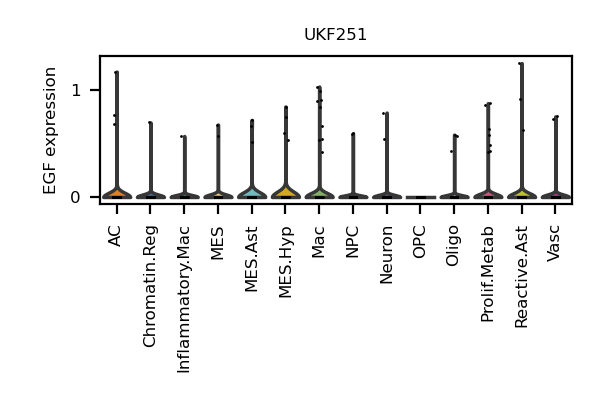 UKF251
EGF expression
1
0
AC
Chromatin.Reg
Inflammatory.Mac
MES
MES.Ast
MES.Hyp
Mac
NPC
Neuron
OPC
Oligo
Prolif.Metab
Reactive.Ast
Vasc